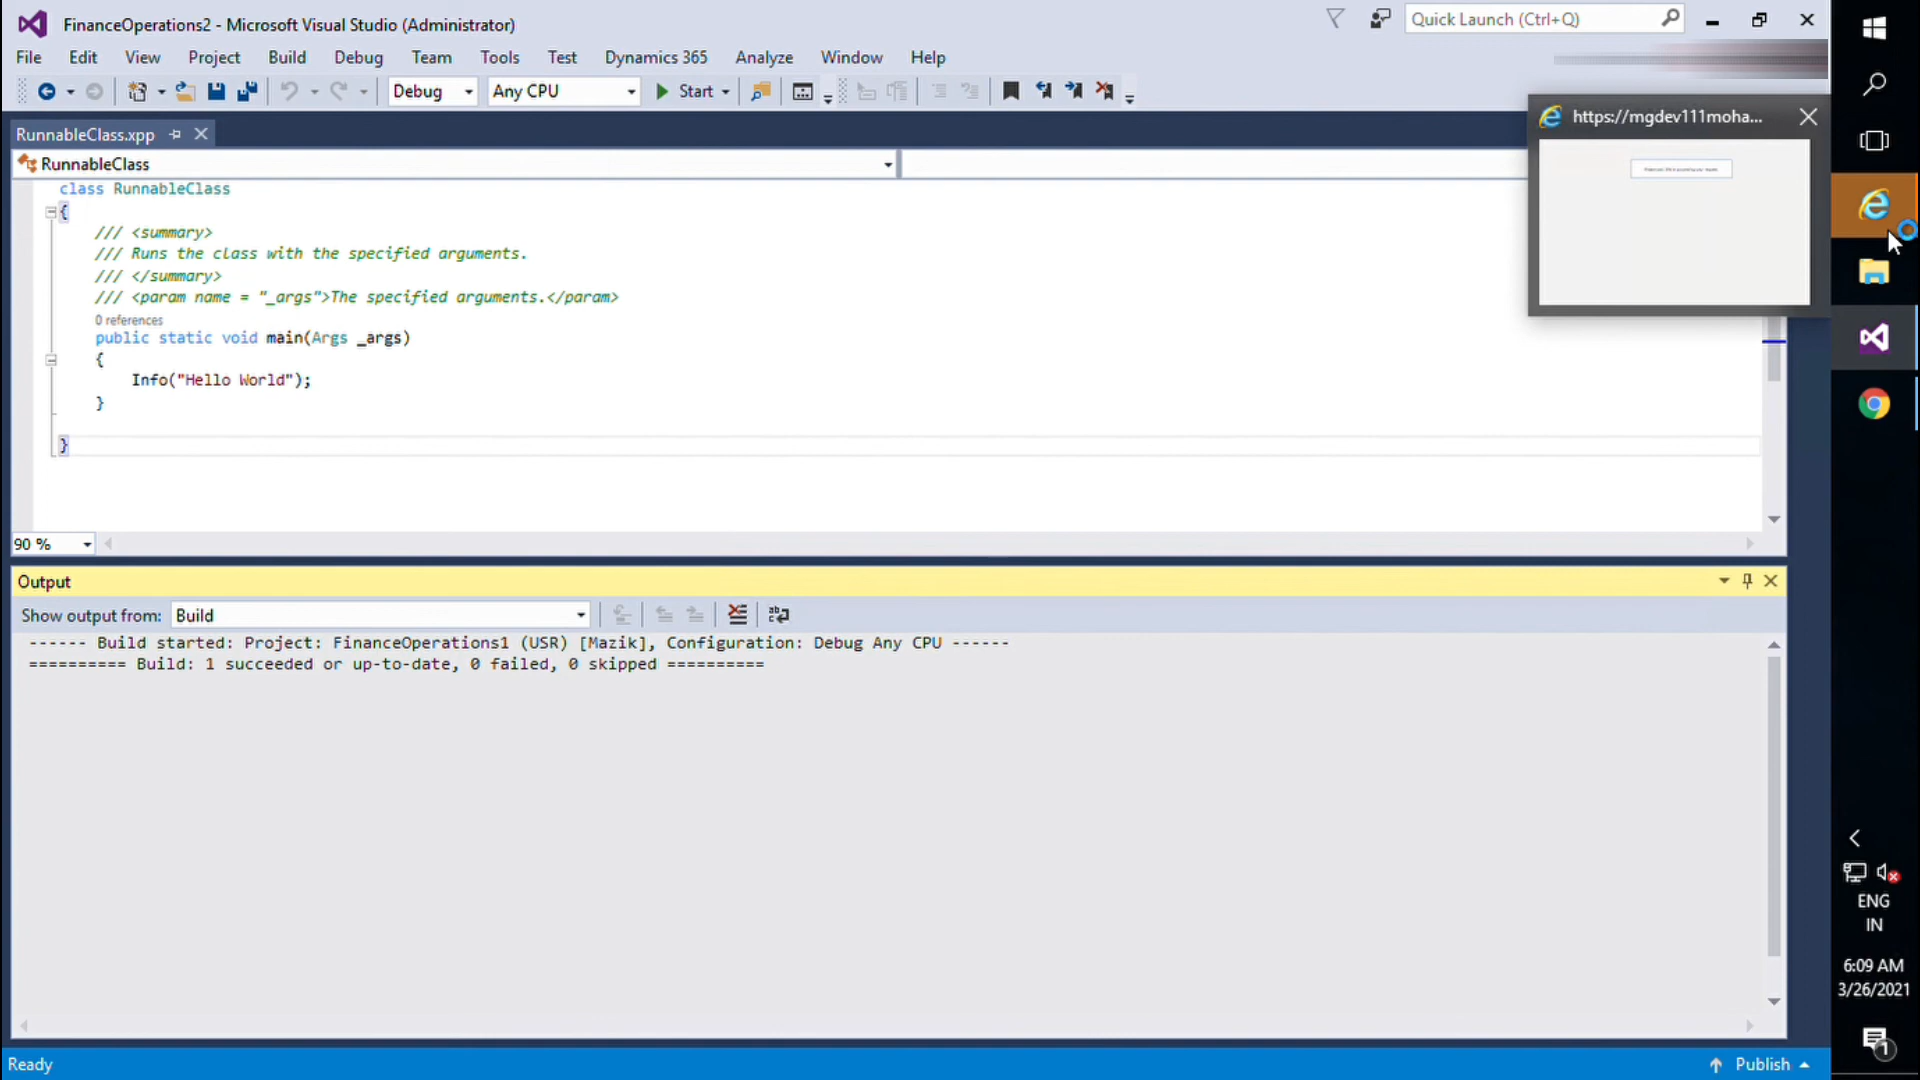 FinanceOperations2 - Microsoft Visual Studio (Administrator)
Quick Launch (Ctrl+Q)
File Edit View Project Build Debug Team Tools Test Dynamics 365 Analyze Window Help
Debug Any CPU Start
https://mgdev111moha...
RunnableClass.xpp
RunnableClass
class RunnableClass
{
/// <summary>
/// Runs the class with the specified arguments.
/// </summary>
/// <param name = "_args">The specified arguments.</param>
0 references
public static void main(Args _args)
{
Info("Hello World");
}
}
90 %
Output
Show output from: Build
------ Build started: Project: FinanceOperations1 (USR) [Mazik], Configuration: Debug Any CPU ------
========== Build: 1 succeeded or up-to-date, 0 failed, 0 skipped ==========
ENG
IN
6:09 AM
3/26/2021
1
Ready
Publish